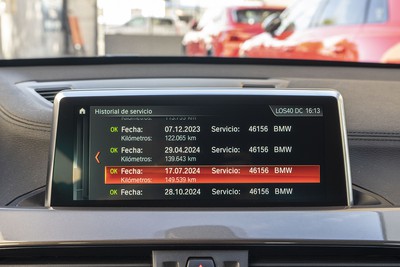 Historial de servicio LOS40 DC 16:13
OK Fecha: 07.12.2023 Servicio: 46156 BMW
Kilómetros: 122.065 km
OK Fecha: 29.04.2024 Servicio: 46156 BMW
Kilómetros: 139.643 km
OK Fecha: 17.07.2024 Servicio: 46156 BMW
Kilómetros: 149.539 km
OK Fecha: 28.10.2024 Servicio: 46156 BMW